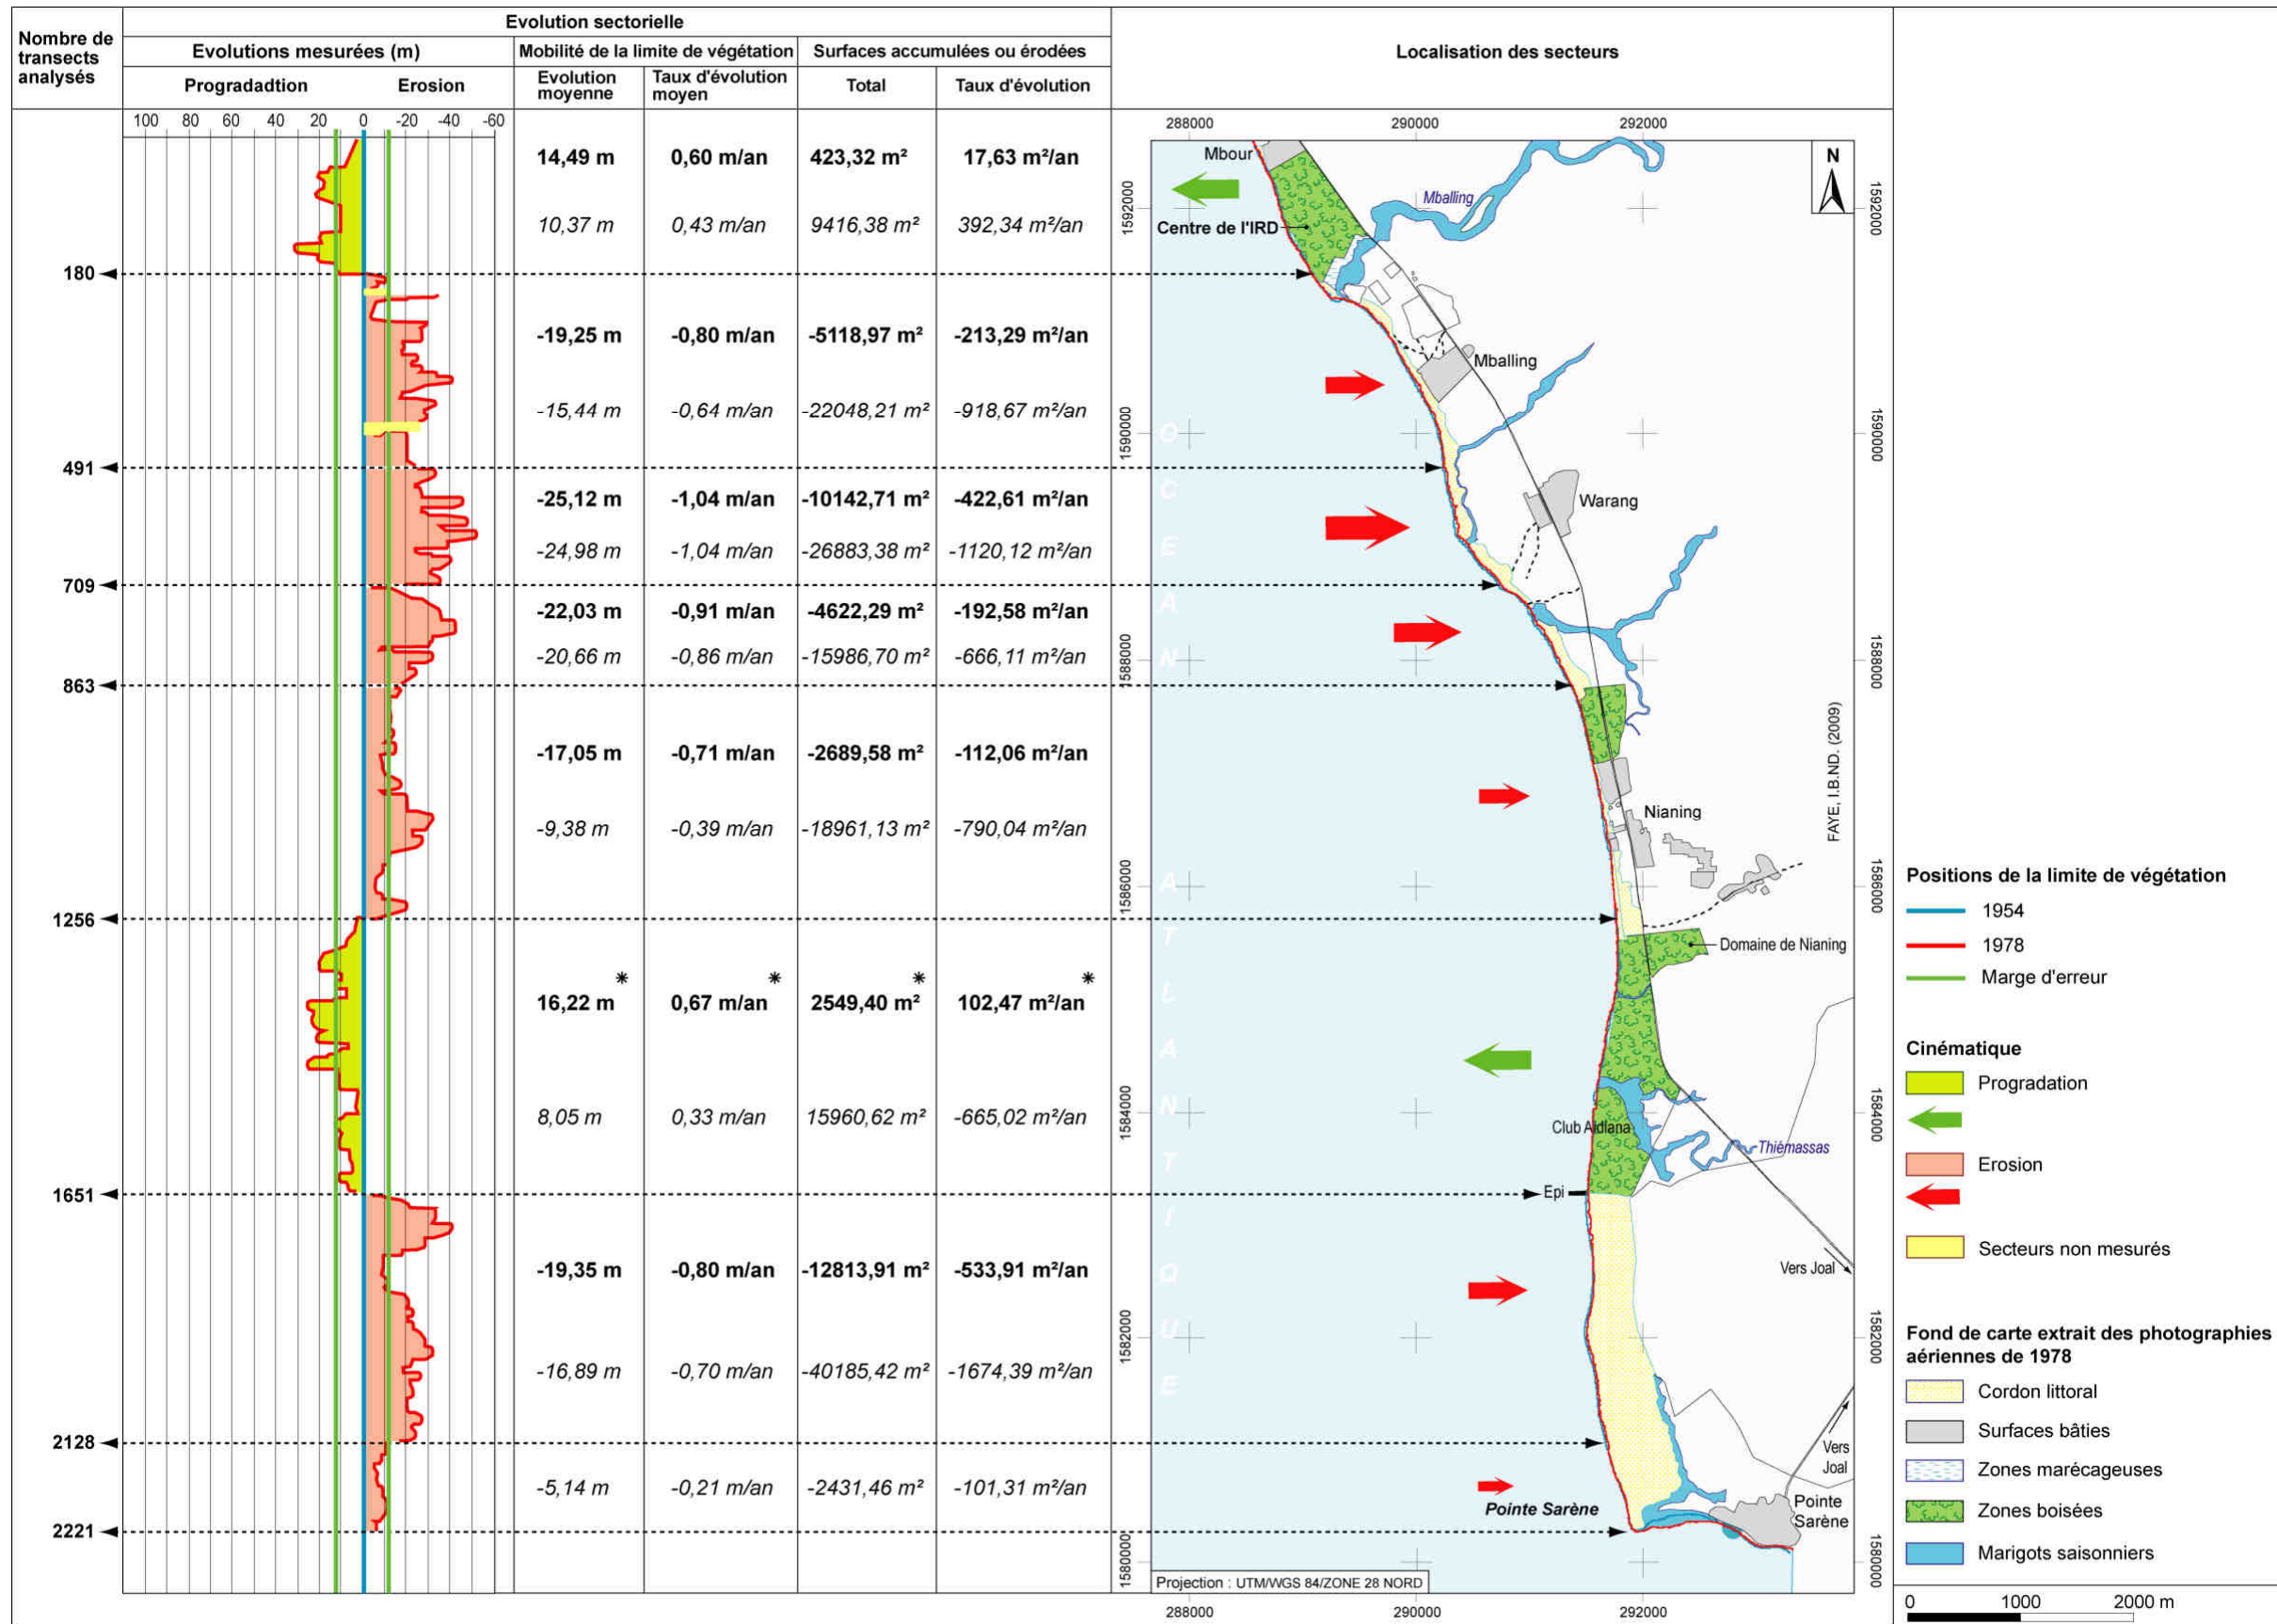 Nombre de
transects
analysés
Evolution sectorielle
Evolutions mesurées (m)
Mobilité de la limite de végétation
Surfaces accumulées ou érodées
Progradadtion
Erosion
Evolution
moyenne
Taux d'évolution
moyen
Total
Taux d'évolution
Localisation des secteurs
100 80 60 40 20 0 -20 -40 -60
14,49 m 0,60 m/an 423,32 m² 17,63 m²/an
10,37 m 0,43 m/an 9416,38 m² 392,34 m²/an
180
-19,25 m -0,80 m/an -5118,97 m² -213,29 m²/an
-15,44 m -0,64 m/an -22048,21 m² -918,67 m²/an
491
-25,12 m -1,04 m/an -10142,71 m² -422,61 m²/an
-24,98 m -1,04 m/an -26883,38 m² -1120,12 m²/an
709
-22,03 m -0,91 m/an -4622,29 m² -192,58 m²/an
-20,66 m -0,86 m/an -15986,70 m² -666,11 m²/an
863
-17,05 m -0,71 m/an -2689,58 m² -112,06 m²/an
-9,38 m -0,39 m/an -18961,13 m² -790,04 m²/an
1256
16,22 m* 0,67 m/an* 2549,40 m²* 102,47 m²/an*
8,05 m 0,33 m/an 15960,62 m² -665,02 m²/an
1651
-19,35 m -0,80 m/an -12813,91 m² -533,91 m²/an
-16,89 m -0,70 m/an -40185,42 m² -1674,39 m²/an
2128
-5,14 m -0,21 m/an -2431,46 m² -101,31 m²/an
2221
288000 290000 292000
N
Mbour
Mballing
1592000 1592000
Centre de l'IRD
Mballing
1590000 1590000
Warang
1588000 1588000
Nianing
1586000 1586000
Domaine de Nianing
1584000 1584000
Club Aldiana
Thiémassas
Epi
Vers Joal
1582000 1582000
Vers
Joal
Pointe Sarène
Pointe
Sarène
1580000 1580000
OCEAN ATLANTIQUE
Projection : UTM/WGS 84/ZONE 28 NORD
288000 290000 292000
FAYE, I.B.ND. (2009)
Positions de la limite de végétation
1954
1978
Marge d'erreur
Cinématique
Progradation
Erosion
Secteurs non mesurés
Fond de carte extrait des photographies
aériennes de 1978
Cordon littoral
Surfaces bâties
Zones marécageuses
Zones boisées
Marigots saisonniers
0 1000 2000 m